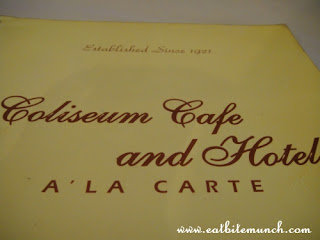 Established Since 1921
Coliseum Cafe
and Hotel
A'LA CARTE
www.eatbitemunch.com